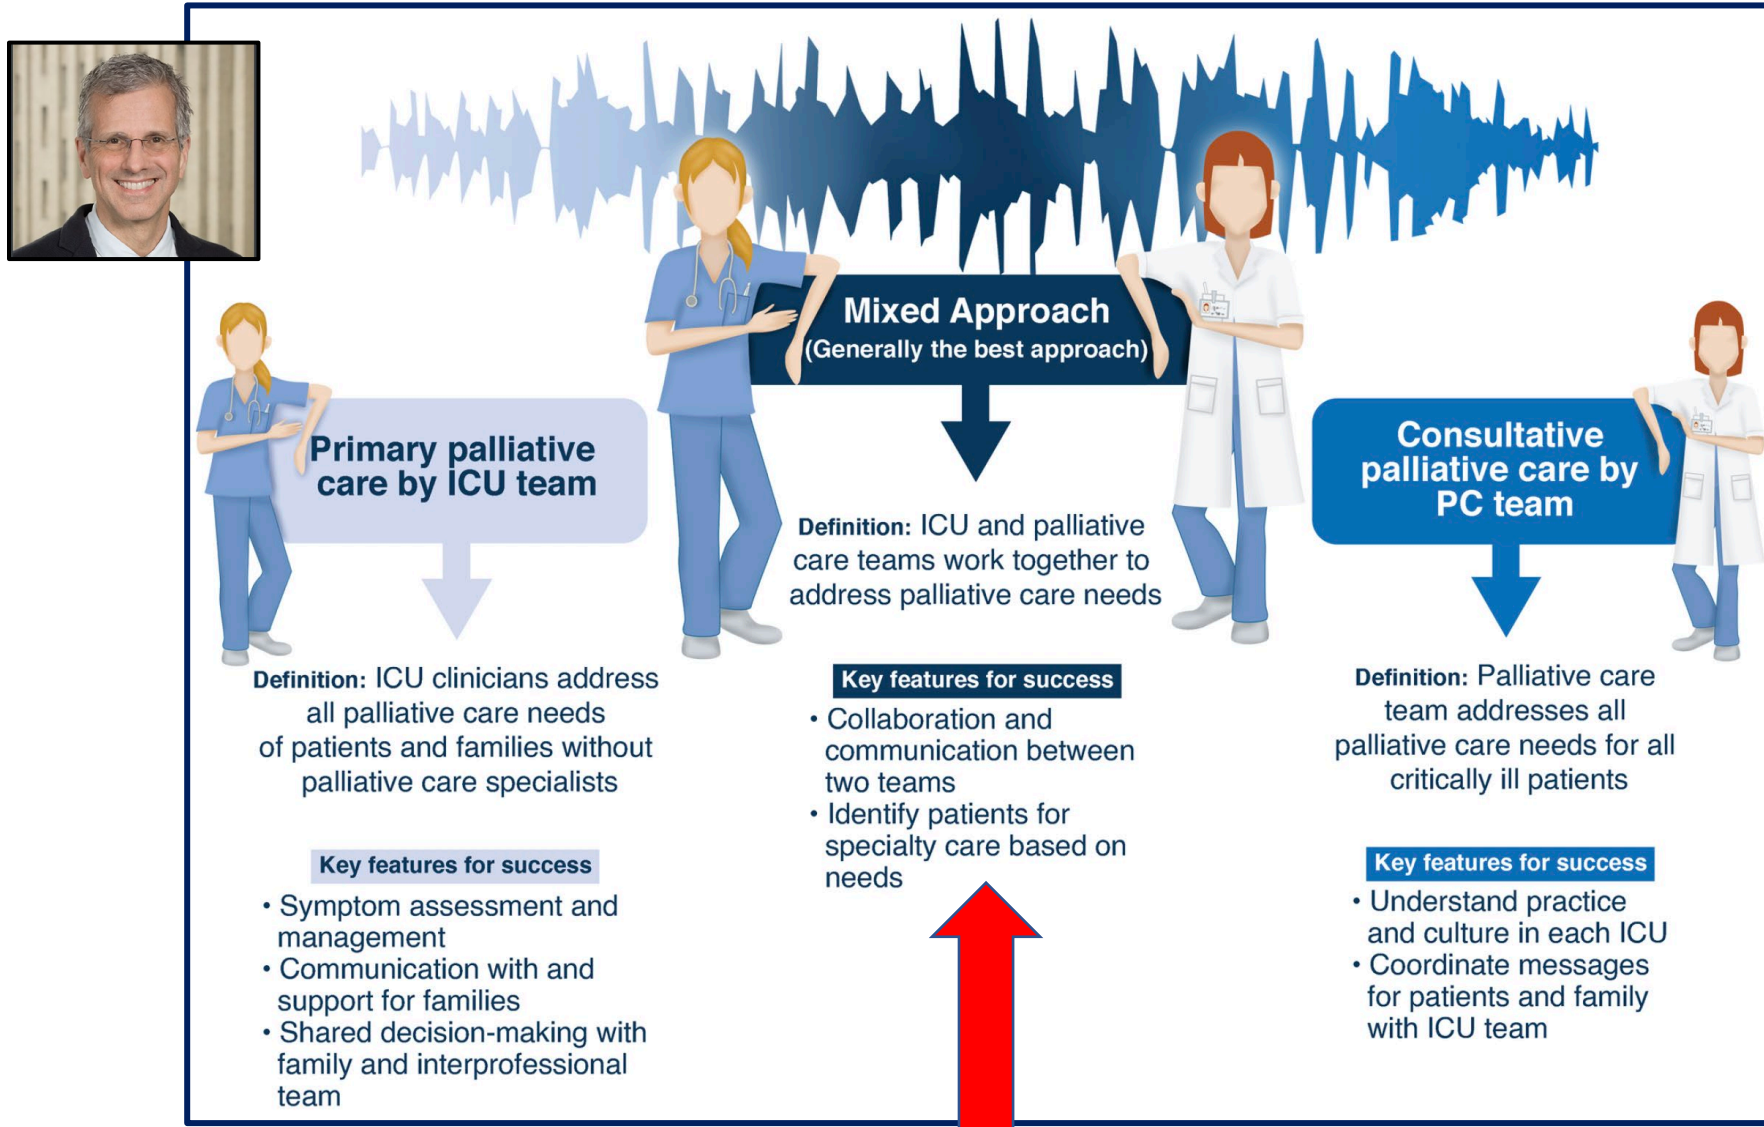 Mixed Approach
(Generally the best approach)
Definition: ICU and palliative
care teams work together to
address palliative care needs
Key features for success
• Collaboration and
communication between
two teams
• Identify patients for
specialty care based on
needs
Primary palliative
care by ICU team
Definition: ICU clinicians address
all palliative care needs
of patients and families without
palliative care specialists
Key features for success
• Symptom assessment and
management
• Communication with and
support for families
• Shared decision-making with
family and interprofessional
team
Consultative
palliative care by
PC team
Definition: Palliative care
team addresses all
palliative care needs for all
critically ill patients
Key features for success
• Understand practice
and culture in each ICU
• Coordinate messages
for patients and family
with ICU team